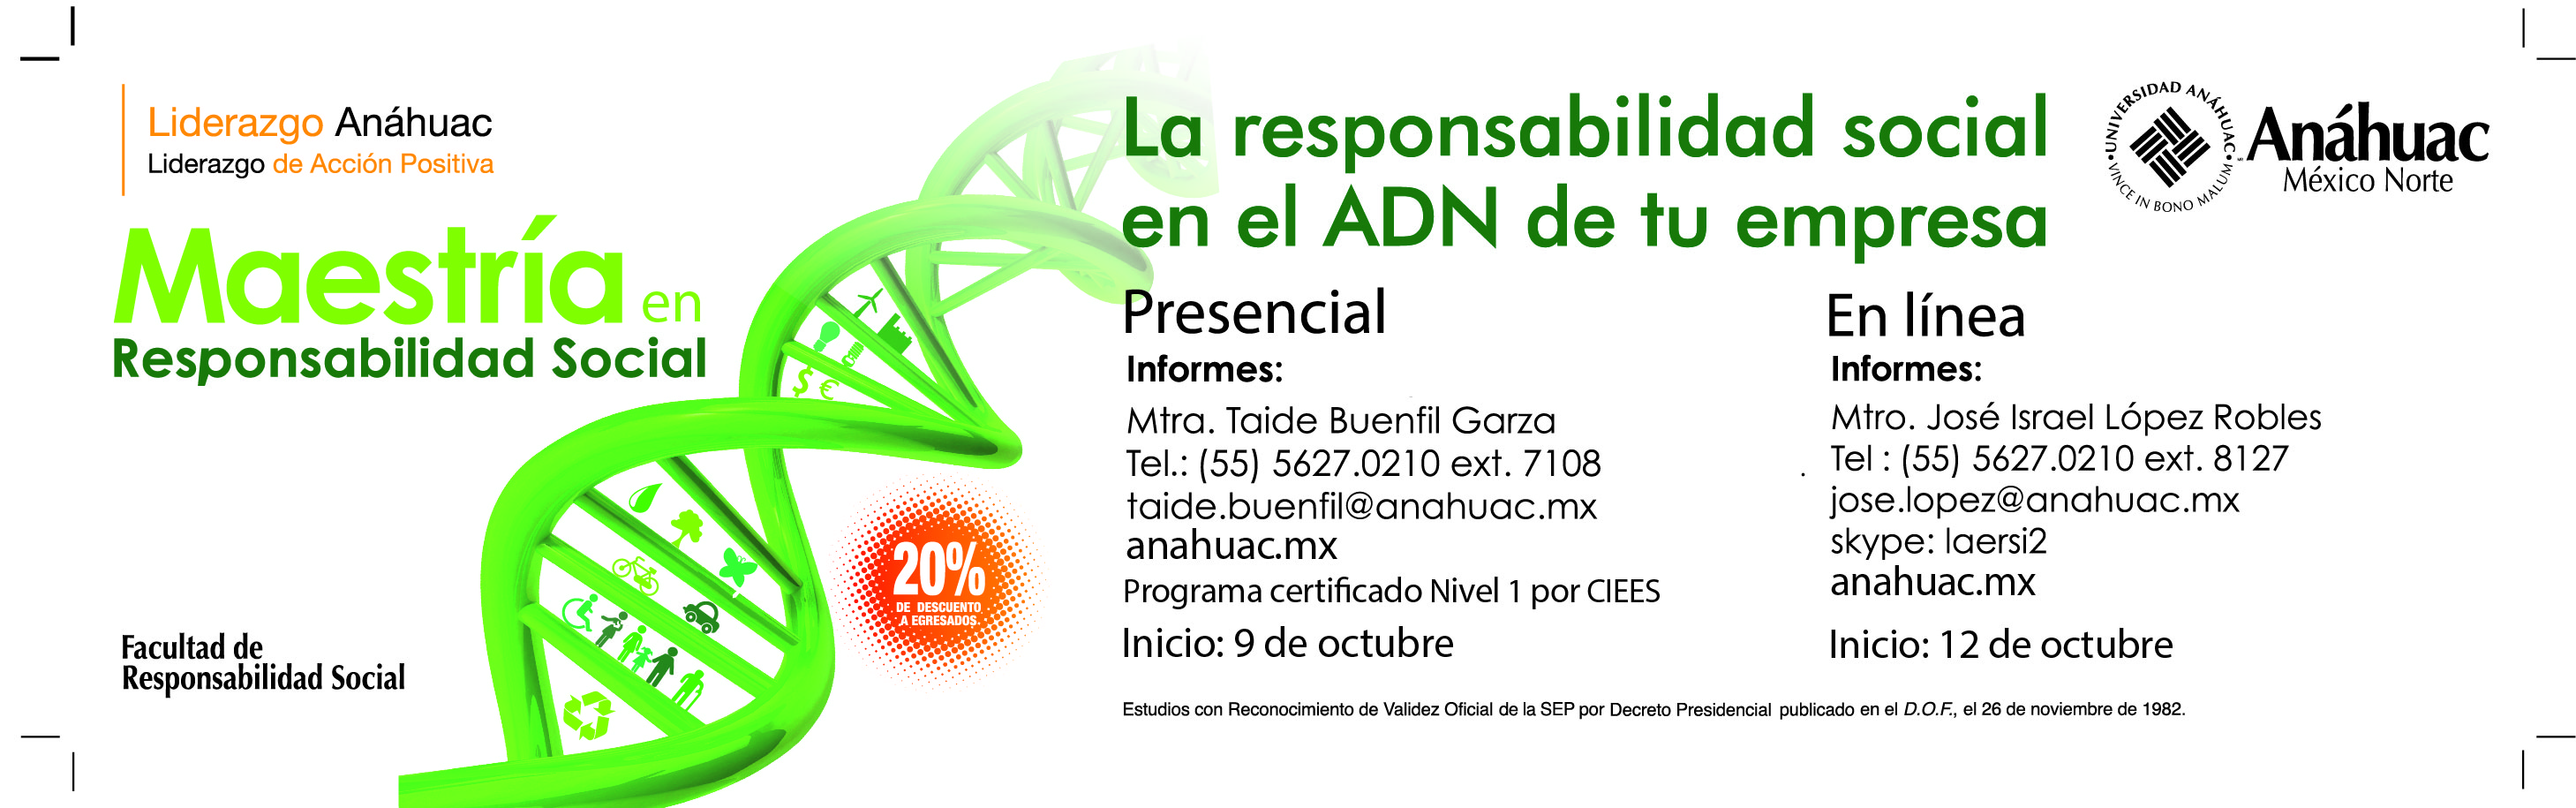 Liderazgo Anáhuac
Liderazgo de Acción Positiva
Maestría en
Responsabilidad Social
Facultad de
Responsabilidad Social
20%
DE DESCUENTO
A EGRESADOS
La responsabilidad social
en el ADN de tu empresa
Presencial
Informes:
Mtra. Taide Buenfil Garza
Tel.: (55) 5627.0210 ext. 7108
taide.buenfil@anahuac.mx
anahuac.mx
Programa certificado Nivel 1 por CIEES
Inicio: 9 de octubre
En línea
Informes:
Mtro. José Israel López Robles
Tel : (55) 5627.0210 ext. 8127
jose.lopez@anahuac.mx
skype: laersi2
anahuac.mx
Inicio: 12 de octubre
Estudios con Reconocimiento de Validez Oficial de la SEP por Decreto Presidencial publicado en el D.O.F., el 26 de noviembre de 1982.
•UNIVERSIDAD ANÁHUAC•
VINCE IN BONO MALUM
Anáhuac
México Norte